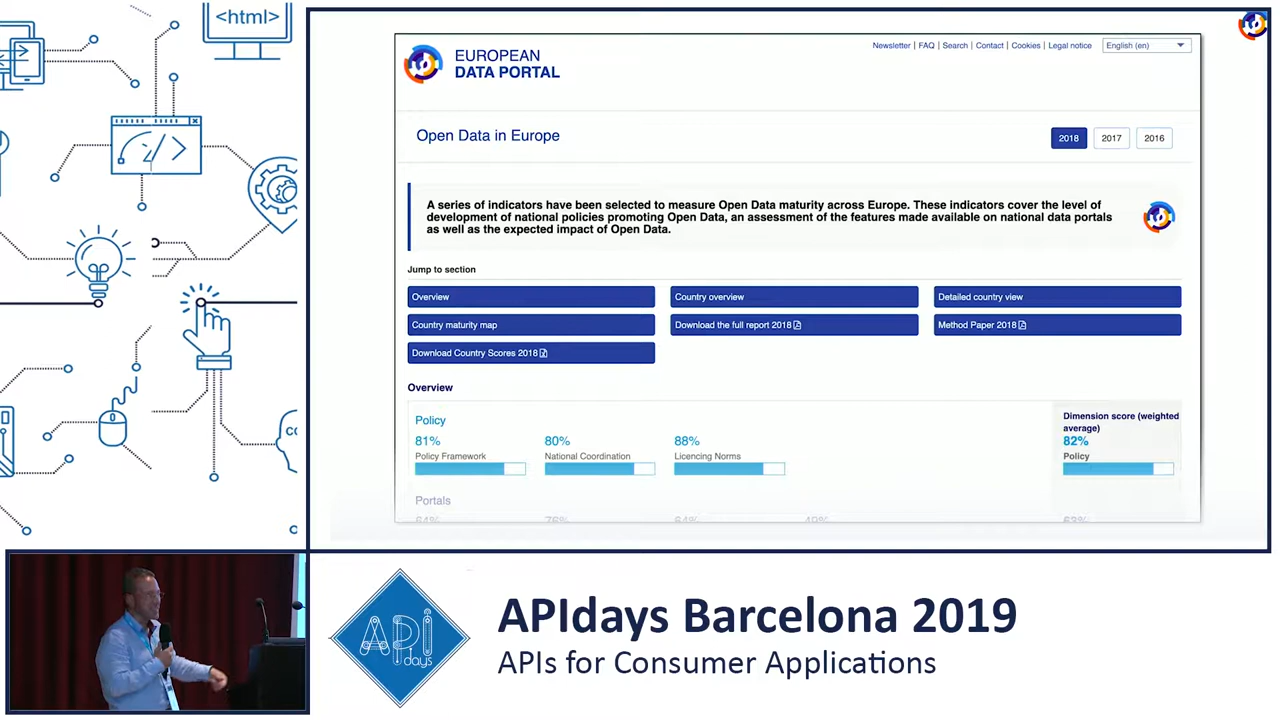 <html>
EUROPEAN
DATA PORTAL
Newsletter | FAQ | Search | Contact | Cookies | Legal notice
English (en)
Open Data in Europe
2018
2017
2016
A series of indicators have been selected to measure Open Data maturity across Europe. These indicators cover the level of
development of national policies promoting Open Data, an assessment of the features made available on national data portals
as well as the expected impact of Open Data.
Jump to section
Overview
Country overview
Detailed country view
Country maturity map
Download the full report 2018
Method Paper 2018
Download Country Scores 2018
Overview
Policy
81%
Policy Framework
80%
National Coordination
88%
Licencing Norms
Dimension score (weighted
average)
82%
Policy
Portals
API
days
APIdays Barcelona 2019
APIs for Consumer Applications